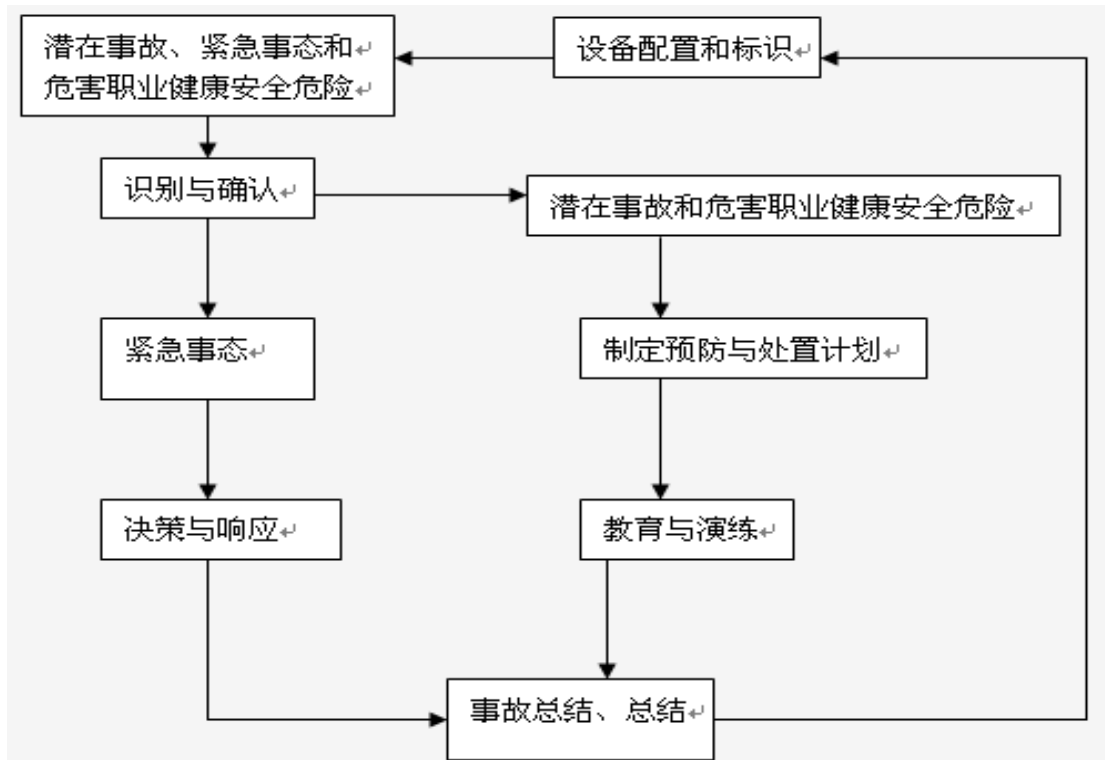 潜在事故、紧急事态和
危害职业健康安全危险
设备配置和标识
识别与确认
潜在事故和危害职业健康安全危险
紧急事态
制定预防与处置计划
决策与响应
教育与演练
事故总结、总结